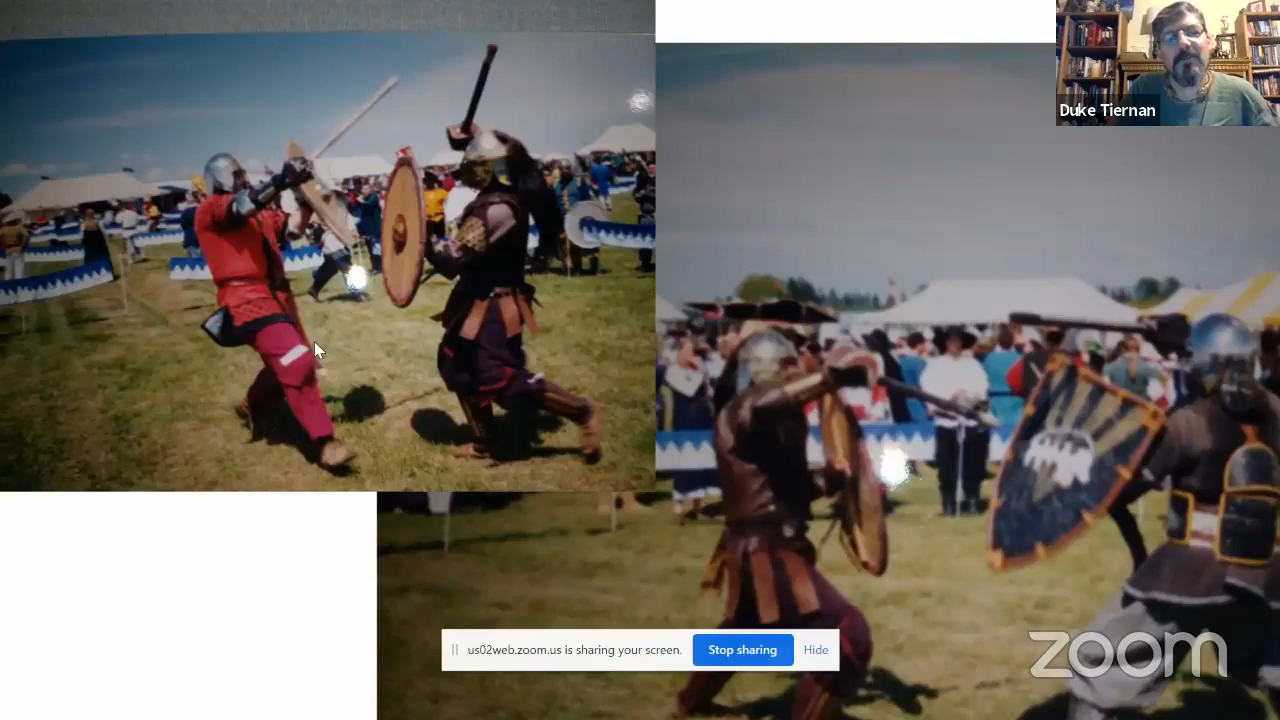 Duke Tiernan
us02web.zoom.us is sharing your screen.
Stop sharing
Hide
zoom